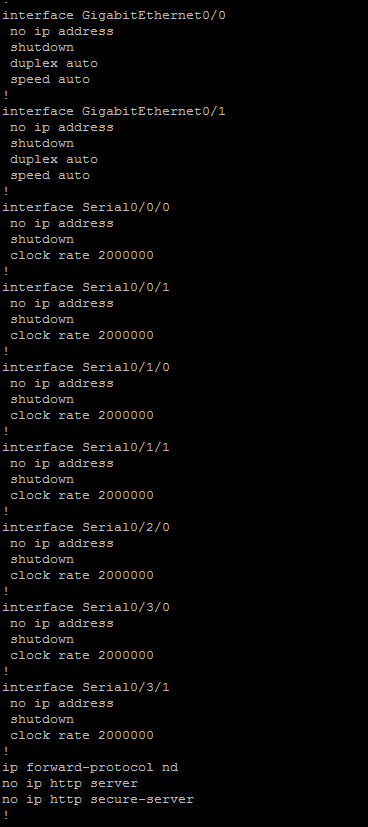 !
interface GigabitEthernet0/0
 no ip address
 shutdown
 duplex auto
 speed auto
!
interface GigabitEthernet0/1
 no ip address
 shutdown
 duplex auto
 speed auto
!
interface Serial0/0/0
 no ip address
 shutdown
 clock rate 2000000
!
interface Serial0/0/1
 no ip address
 shutdown
 clock rate 2000000
!
interface Serial0/1/0
 no ip address
 shutdown
 clock rate 2000000
!
interface Serial0/1/1
 no ip address
 shutdown
 clock rate 2000000
!
interface Serial0/2/0
 no ip address
 shutdown
 clock rate 2000000
!
interface Serial0/3/0
 no ip address
 shutdown
 clock rate 2000000
!
interface Serial0/3/1
 no ip address
 shutdown
 clock rate 2000000
!
ip forward-protocol nd
no ip http server
no ip http secure-server
!